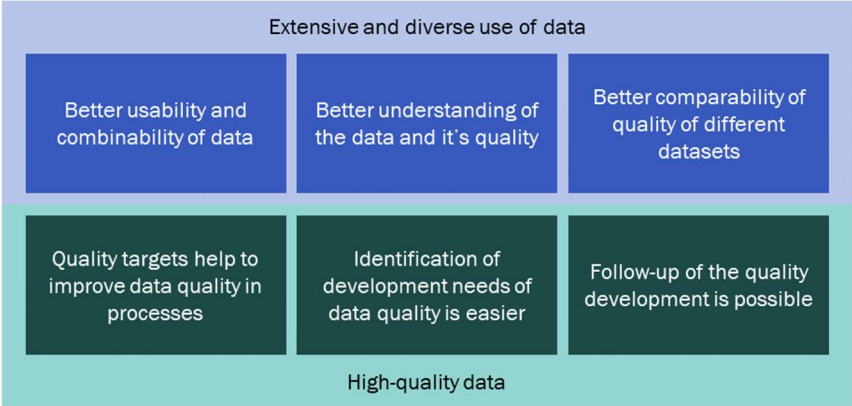 Extensive and diverse use of data
Better usability and
combinability of data
Better understanding of
the data and it's quality
Better comparability of
quality of different
datasets
Quality targets help to
improve data quality in
processes
Identification of
development needs of
data quality is easier
Follow-up of the quality
development is possible
High-quality data